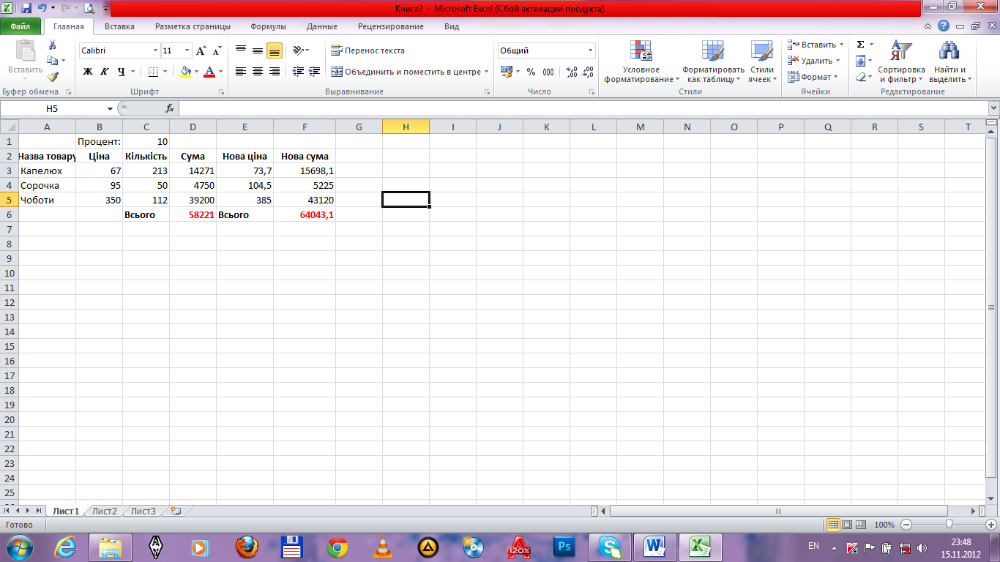 Книга2 - Microsoft Excel (Сбой активации продукта)
Файл Главная Вставка Разметка страницы Формулы Данные Рецензирование Вид
Вставить
Буфер обмена
Calibri 11
Ж К Ч
Шрифт
Перенос текста
Объединить и поместить в центре
Выравнивание
Общий
% 000
Число
Условное форматирование
Форматировать как таблицу
Стили ячеек
Стили
Вставить
Удалить
Формат
Ячейки
Σ
Сортировка и фильтр
Найти и выделить
Редактирование
H5 fx
A B C D E F G H I J K L M N O P Q R S T
1 Процент: 10
2 Назва товару Ціна Кількість Сума Нова ціна Нова сума
3 Капелюх 67 213 14271 73,7 15698,1
4 Сорочка 95 50 4750 104,5 5225
5 Чоботи 350 112 39200 385 43120
6 Всього 58221 Всього 64043,1
7
8
9
10
11
12
13
14
15
16
17
18
19
20
21
22
23
24
25
Лист1 Лист2 Лист3
Готово 100%
120%
Ps
EN
23:48
15.11.2012